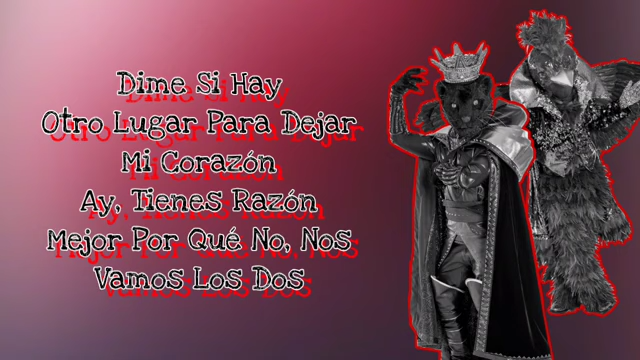 Dime Si Hay
Otro Lugar Para Dejar
Mi Corazón
Ay, Tienes Razón
Mejor Por Qué No, Nos
Vamos Los Dos